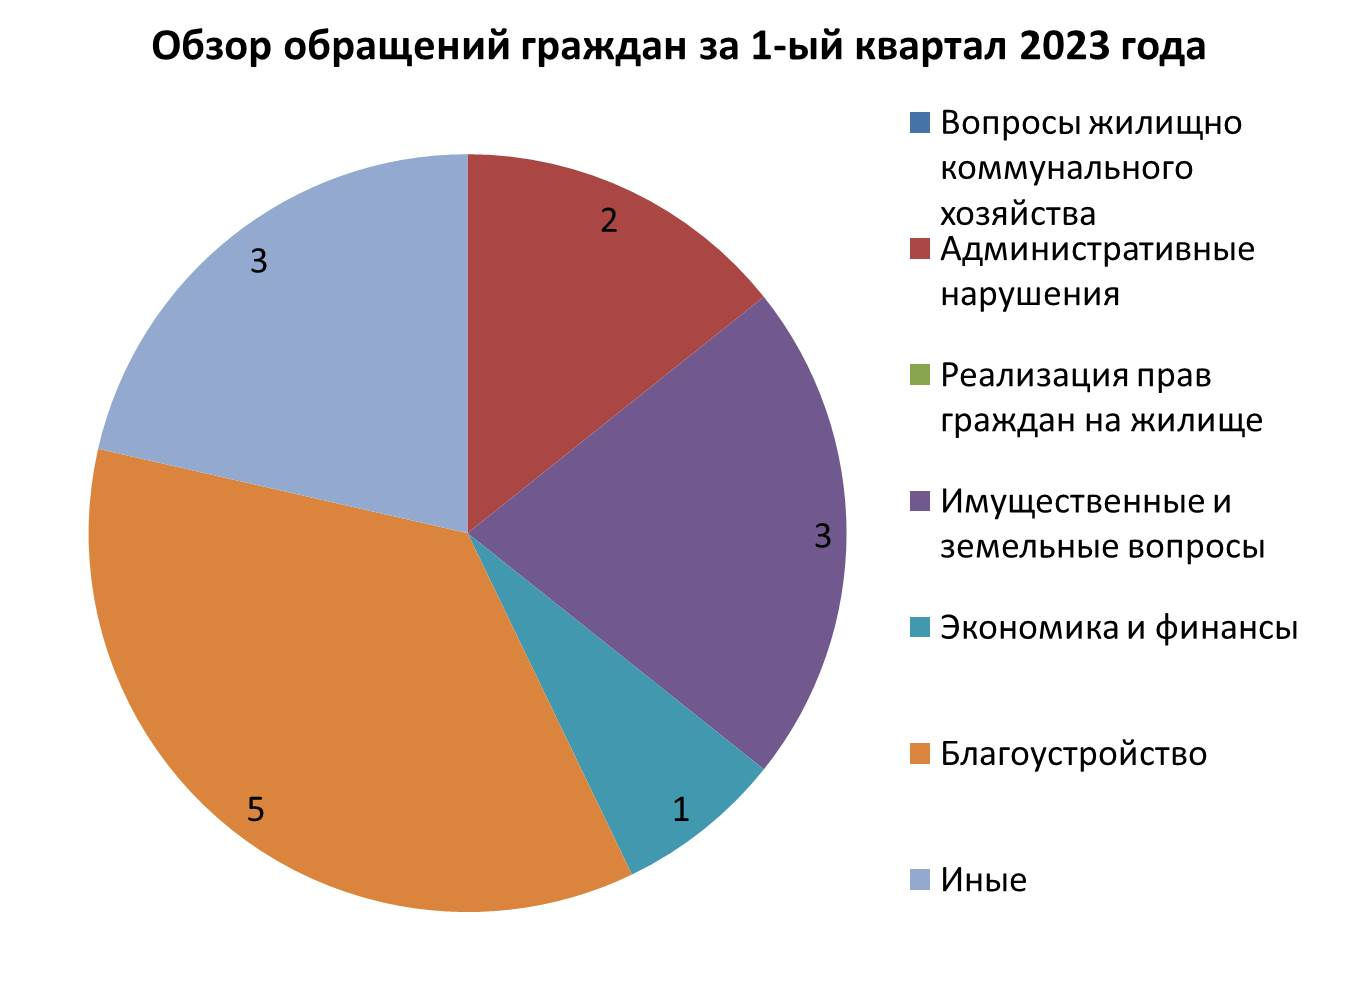 Обзор обращений граждан за 1-ый квартал 2023 года
2
3
1
5
3
Вопросы жилищно
коммунального
хозяйства
Административные
нарушения
Реализация прав
граждан на жилище
Имущественные и
земельные вопросы
Экономика и финансы
Благоустройство
Иные